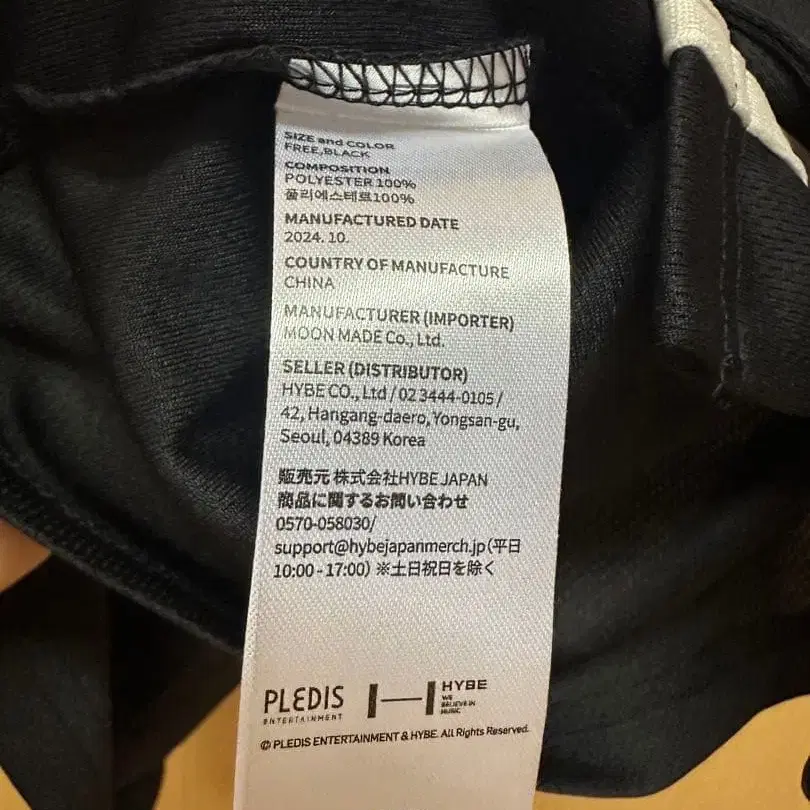 SIZE and COLOR
FREE,BLACK
COMPOSITION
POLYESTER 100%
폴리에스테르100%
MANUFACTURED DATE
2024. 10.
COUNTRY OF MANUFACTURE
CHINA
MANUFACTURER (IMPORTER)
MOON MADE Co., Ltd.
SELLER (DISTRIBUTOR)
HYBE CO., Ltd / 02 3444-0105 /
42, Hangang-daero, Yongsan-gu,
Seoul, 04389 Korea
販売元 株式会社HYBE JAPAN
商品に関するお問い合わせ
0570-058030/
support@hybejapanmerch.jp (平日
10:00 - 17:00) ※土日祝日を除く
PLEDIS
ENTERTAINMENT
HYBE
WE
BELIEVE IN
MUSIC
© PLEDIS ENTERTAINMENT & HYBE. All Rights Reserved.